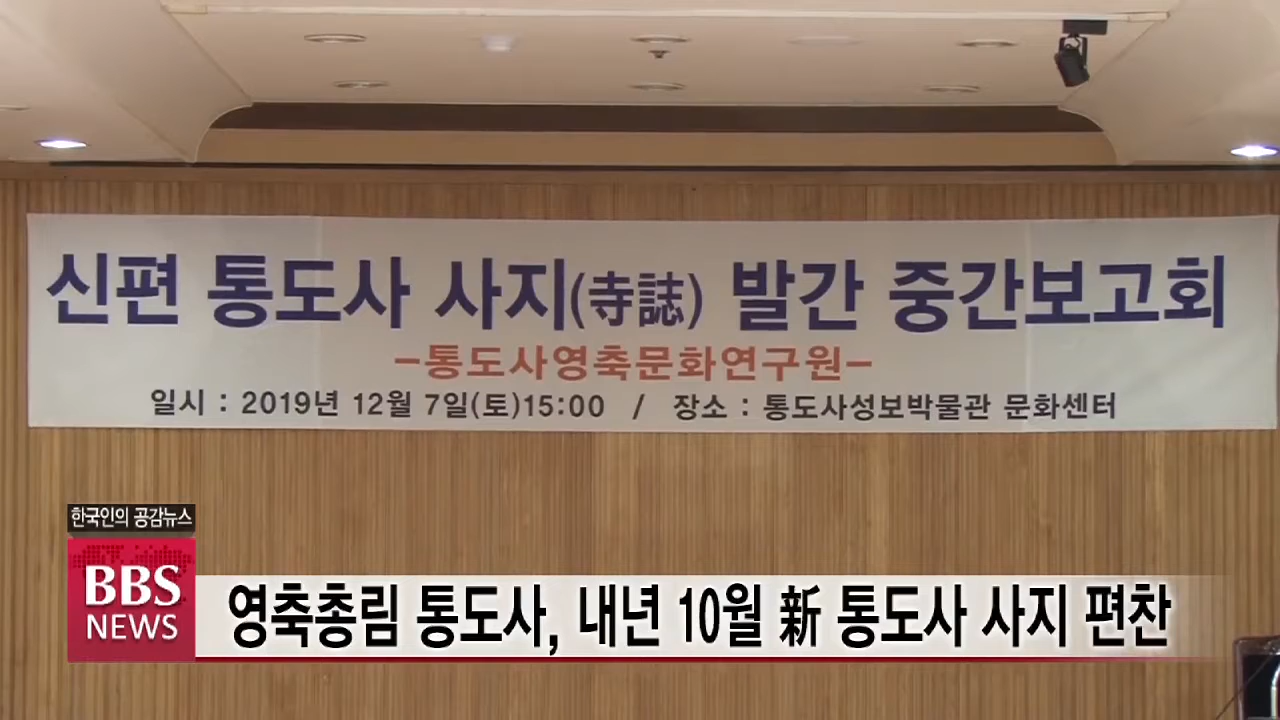 신편 통도사 사지(寺誌) 발간 중간보고회
-통도사영축문화연구원-
일시 : 2019년 12월 7일(토)15:00 / 장소 : 통도사성보박물관 문화센터
한국인의 공감뉴스
BBS
NEWS
영축총림 통도사, 내년 10월 新 통도사 사지 편찬